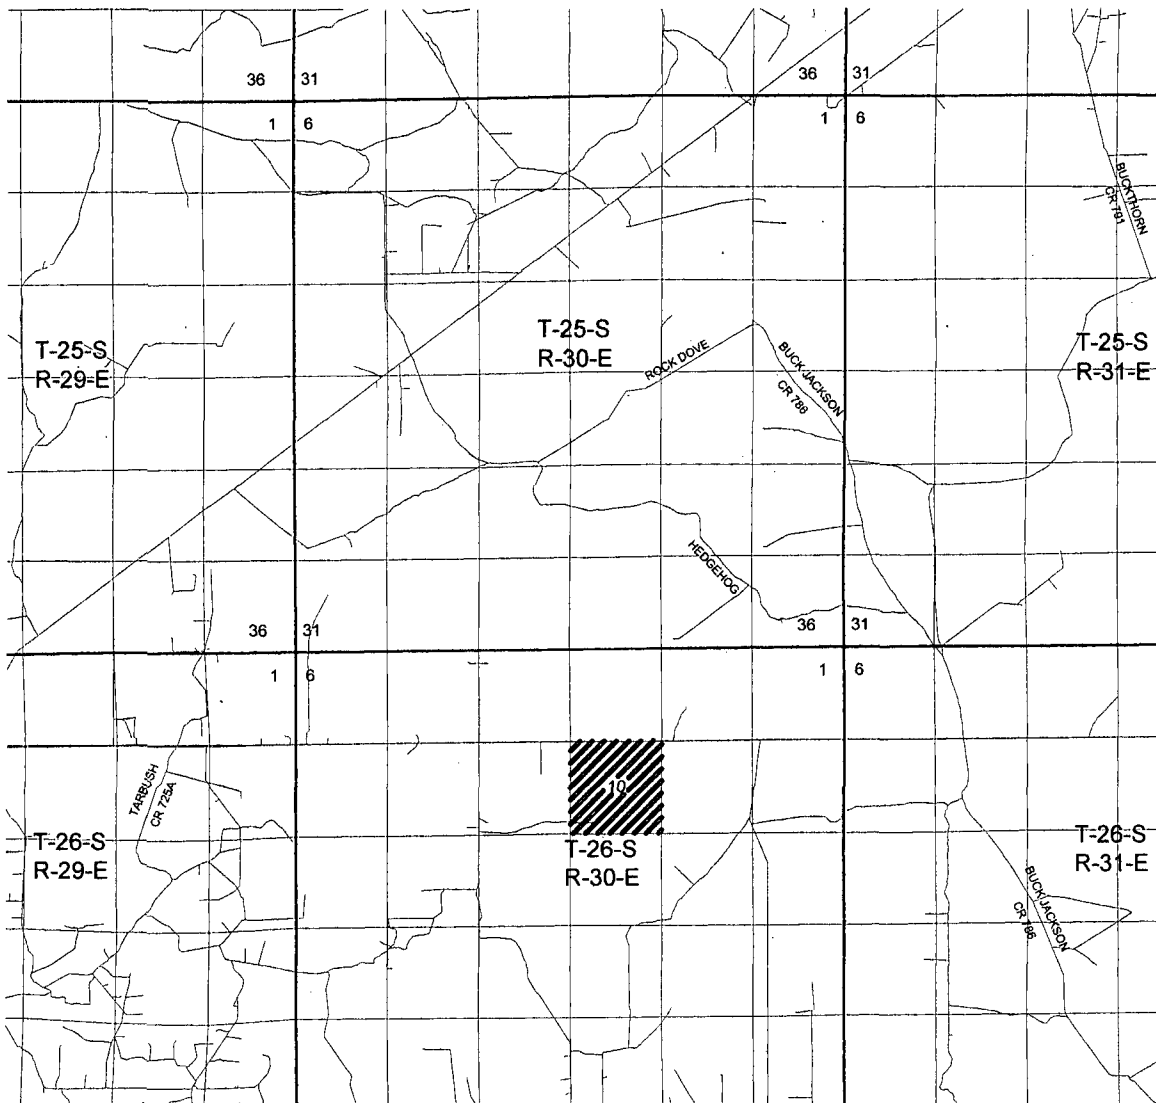 36 31
36 31
1 6
1 6
BUCKTHORN
CR 791
T-25-S
R-29-E
T-25-S
R-30-E
T-25-S
R-31-E
ROCK DOVE
BUCK JACKSON
CR 786
HEDGEHOG
36 31
36 31
1 6
1 6
TARBUSH
CR 725A
10
T-26-S
R-29-E
T-26-S
R-30-E
T-26-S
R-31-E
BUCK JACKSON
CR 786